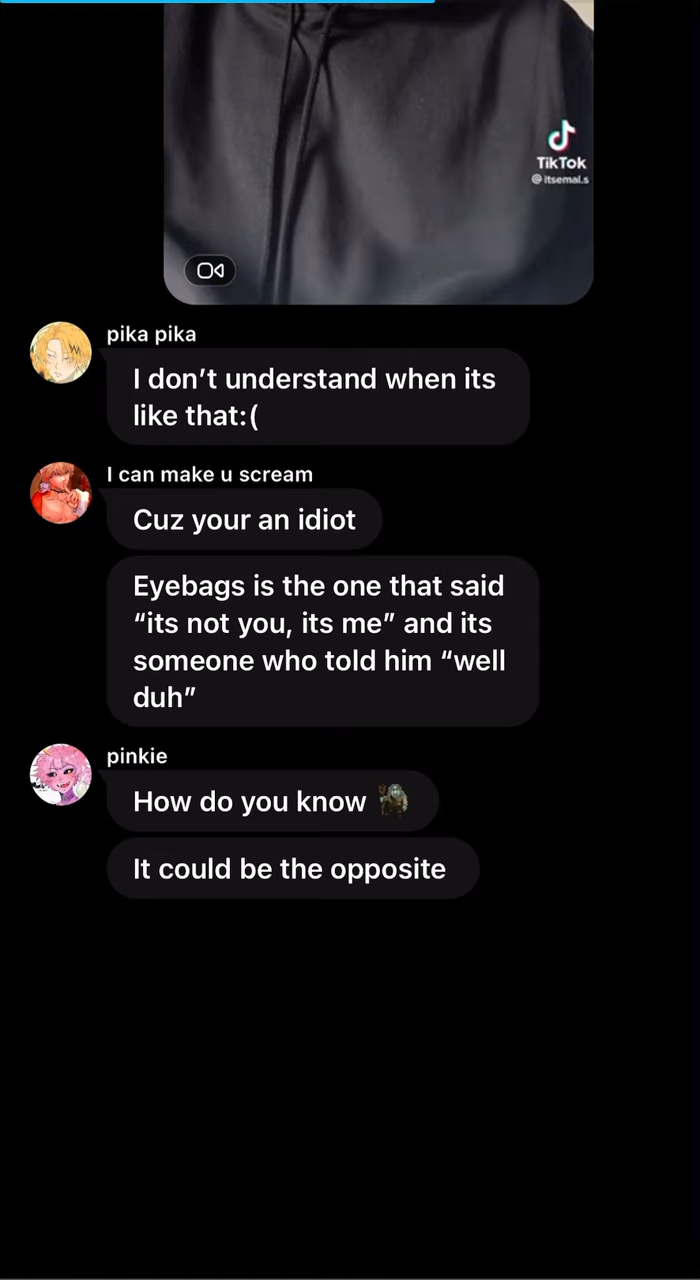 TikTok
@itsemal.s
pika pika
I don’t understand when its
like that:(
I can make u scream
Cuz your an idiot
Eyebags is the one that said
“its not you, its me” and its
someone who told him “well
duh”
pinkie
How do you know
It could be the opposite